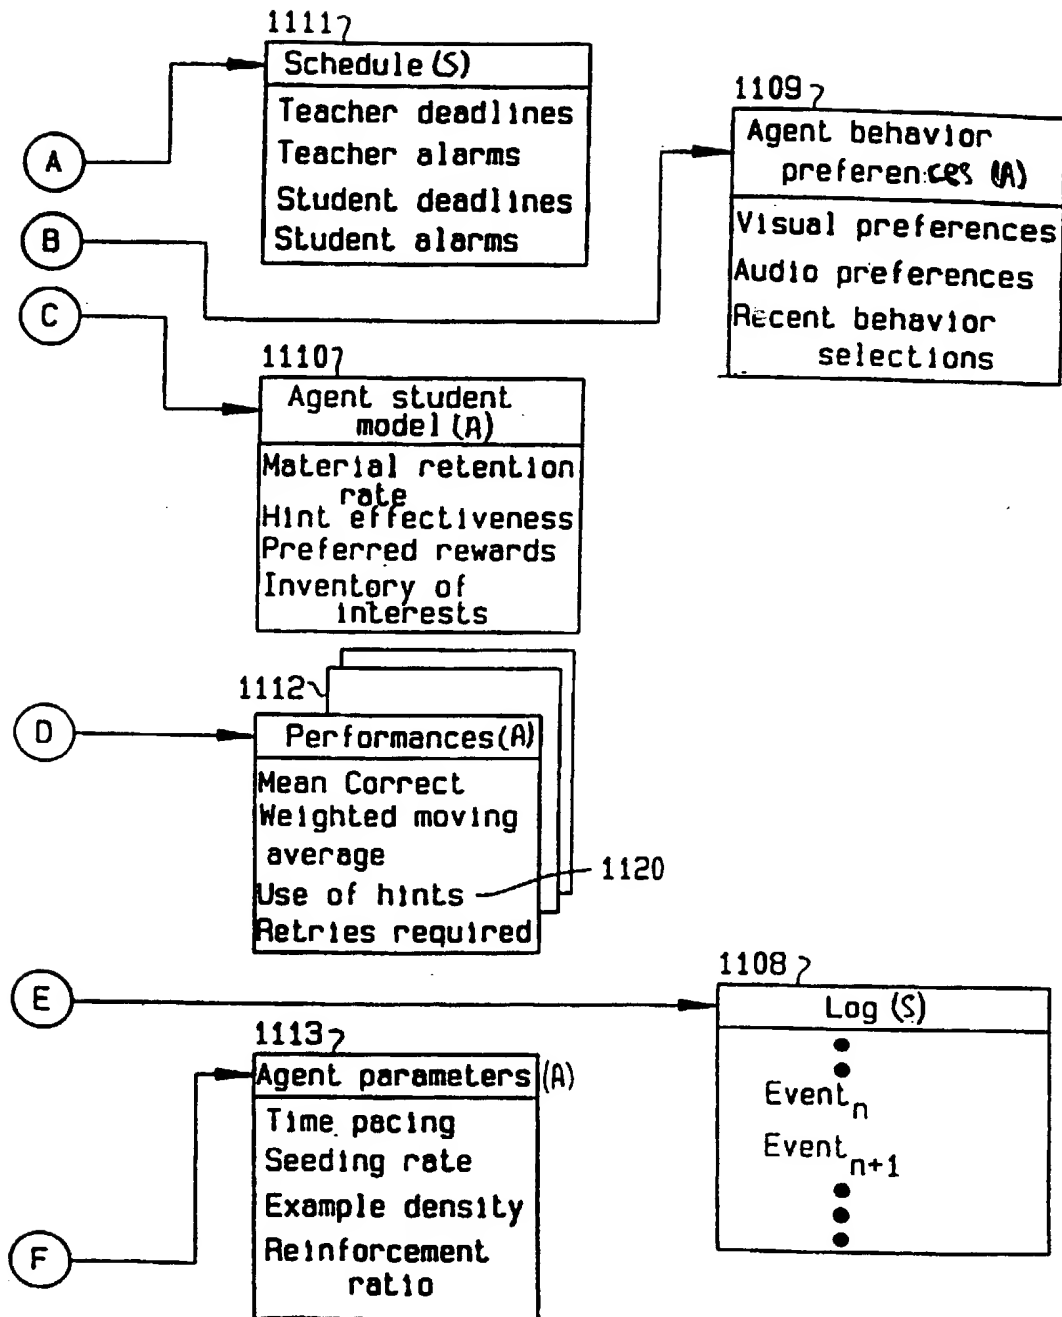 1111
Schedule (S)
Teacher deadlines
Teacher alarms
Student deadlines
Student alarms
A
B
C
1109
Agent behavior
preferences (A)
Visual preferences
Audio preferences
Recent behavior
selections
11110
Agent student
model (A)
Material retention
rate
Hint effectiveness
Preferred rewards
Inventory of
interests
D
1112
Performances (A)
Mean Correct
Weighted moving
average
Use of hints
1120
Retries required
E
1108
Log (S)
Event n
Event n+1
F
1113
Agent parameters (A)
Time pacing
Seeding rate
Example density
Reinforcement
ratio